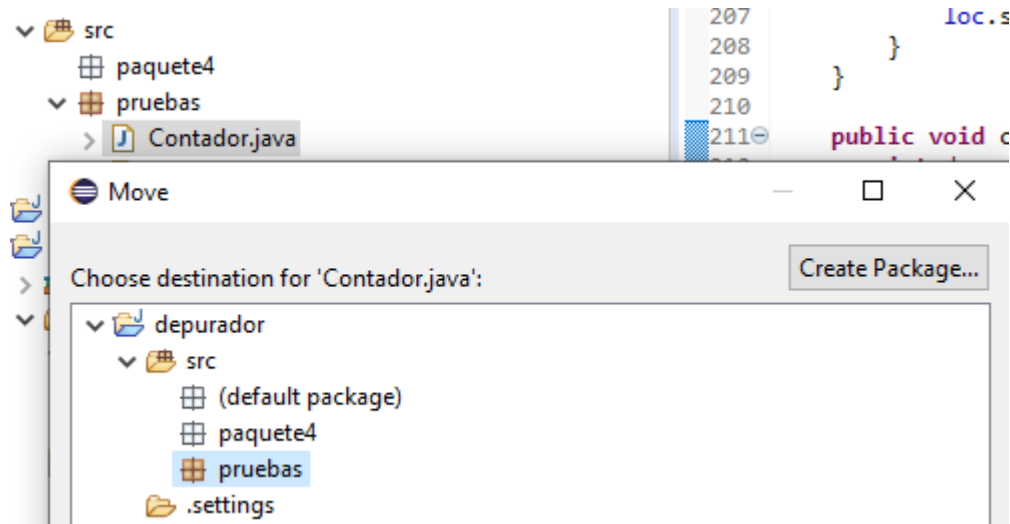 src
paquete4
pruebas
Contador.java
207 loc.s
208 }
209 }
210
211 public void c
Move
Choose destination for 'Contador.java':
Create Package...
depurador
src
(default package)
paquete4
pruebas
.settings